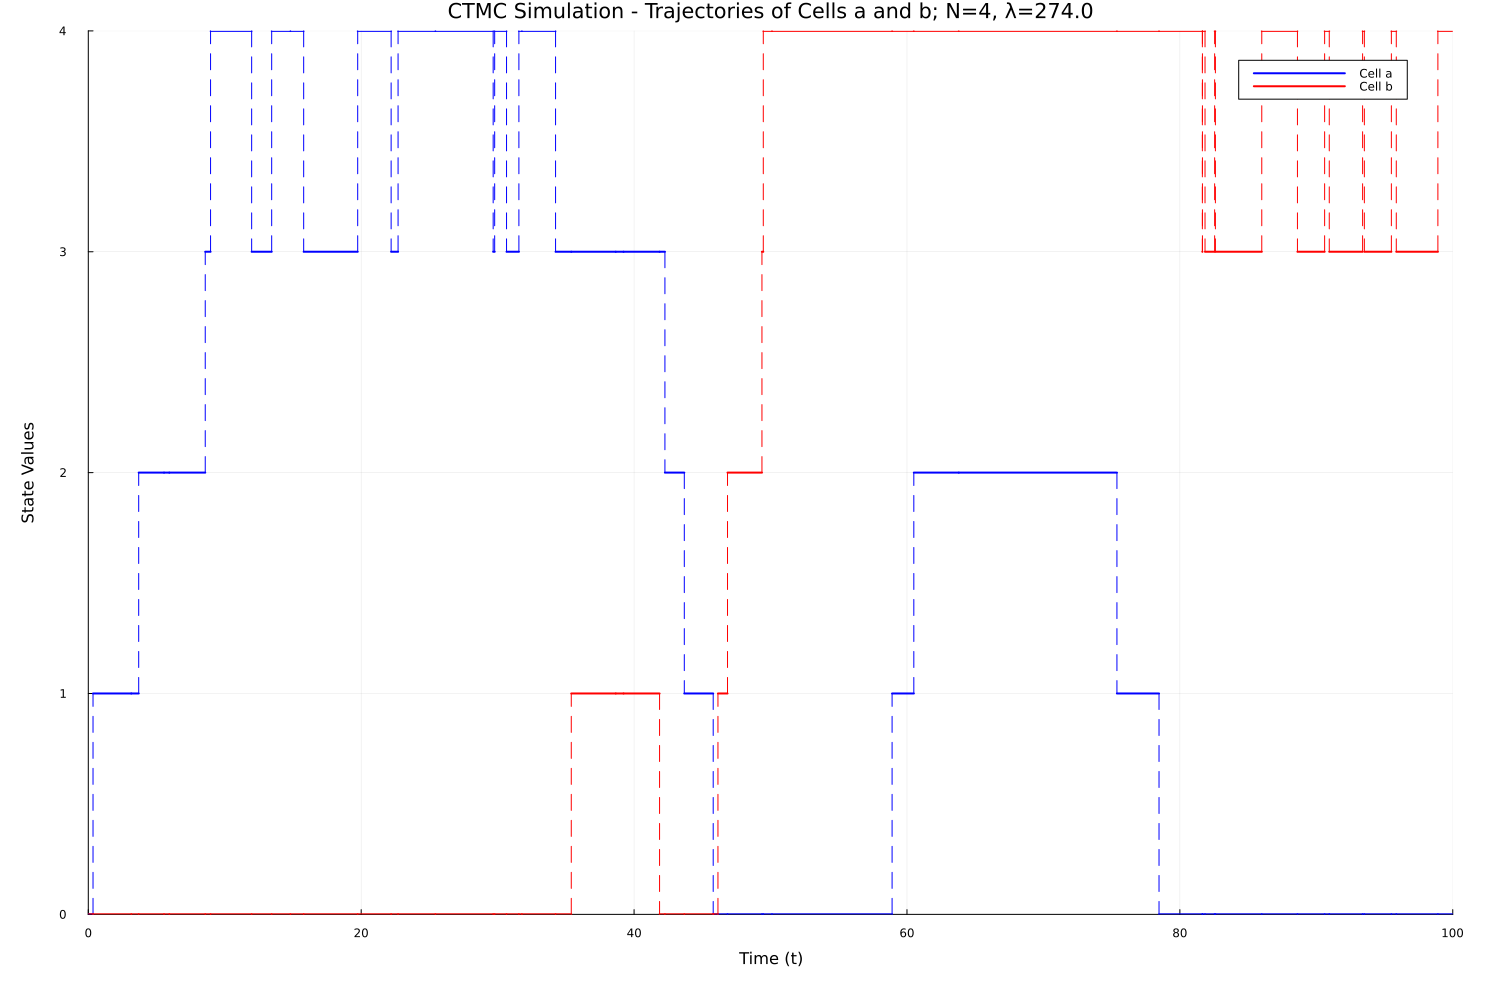 CTMC Simulation - Trajectories of Cells a and b; N=4, λ=274.0
4
Cell a
Cell b
3
State Values
2
1
0
0 20 40 60 80 100
Time (t)